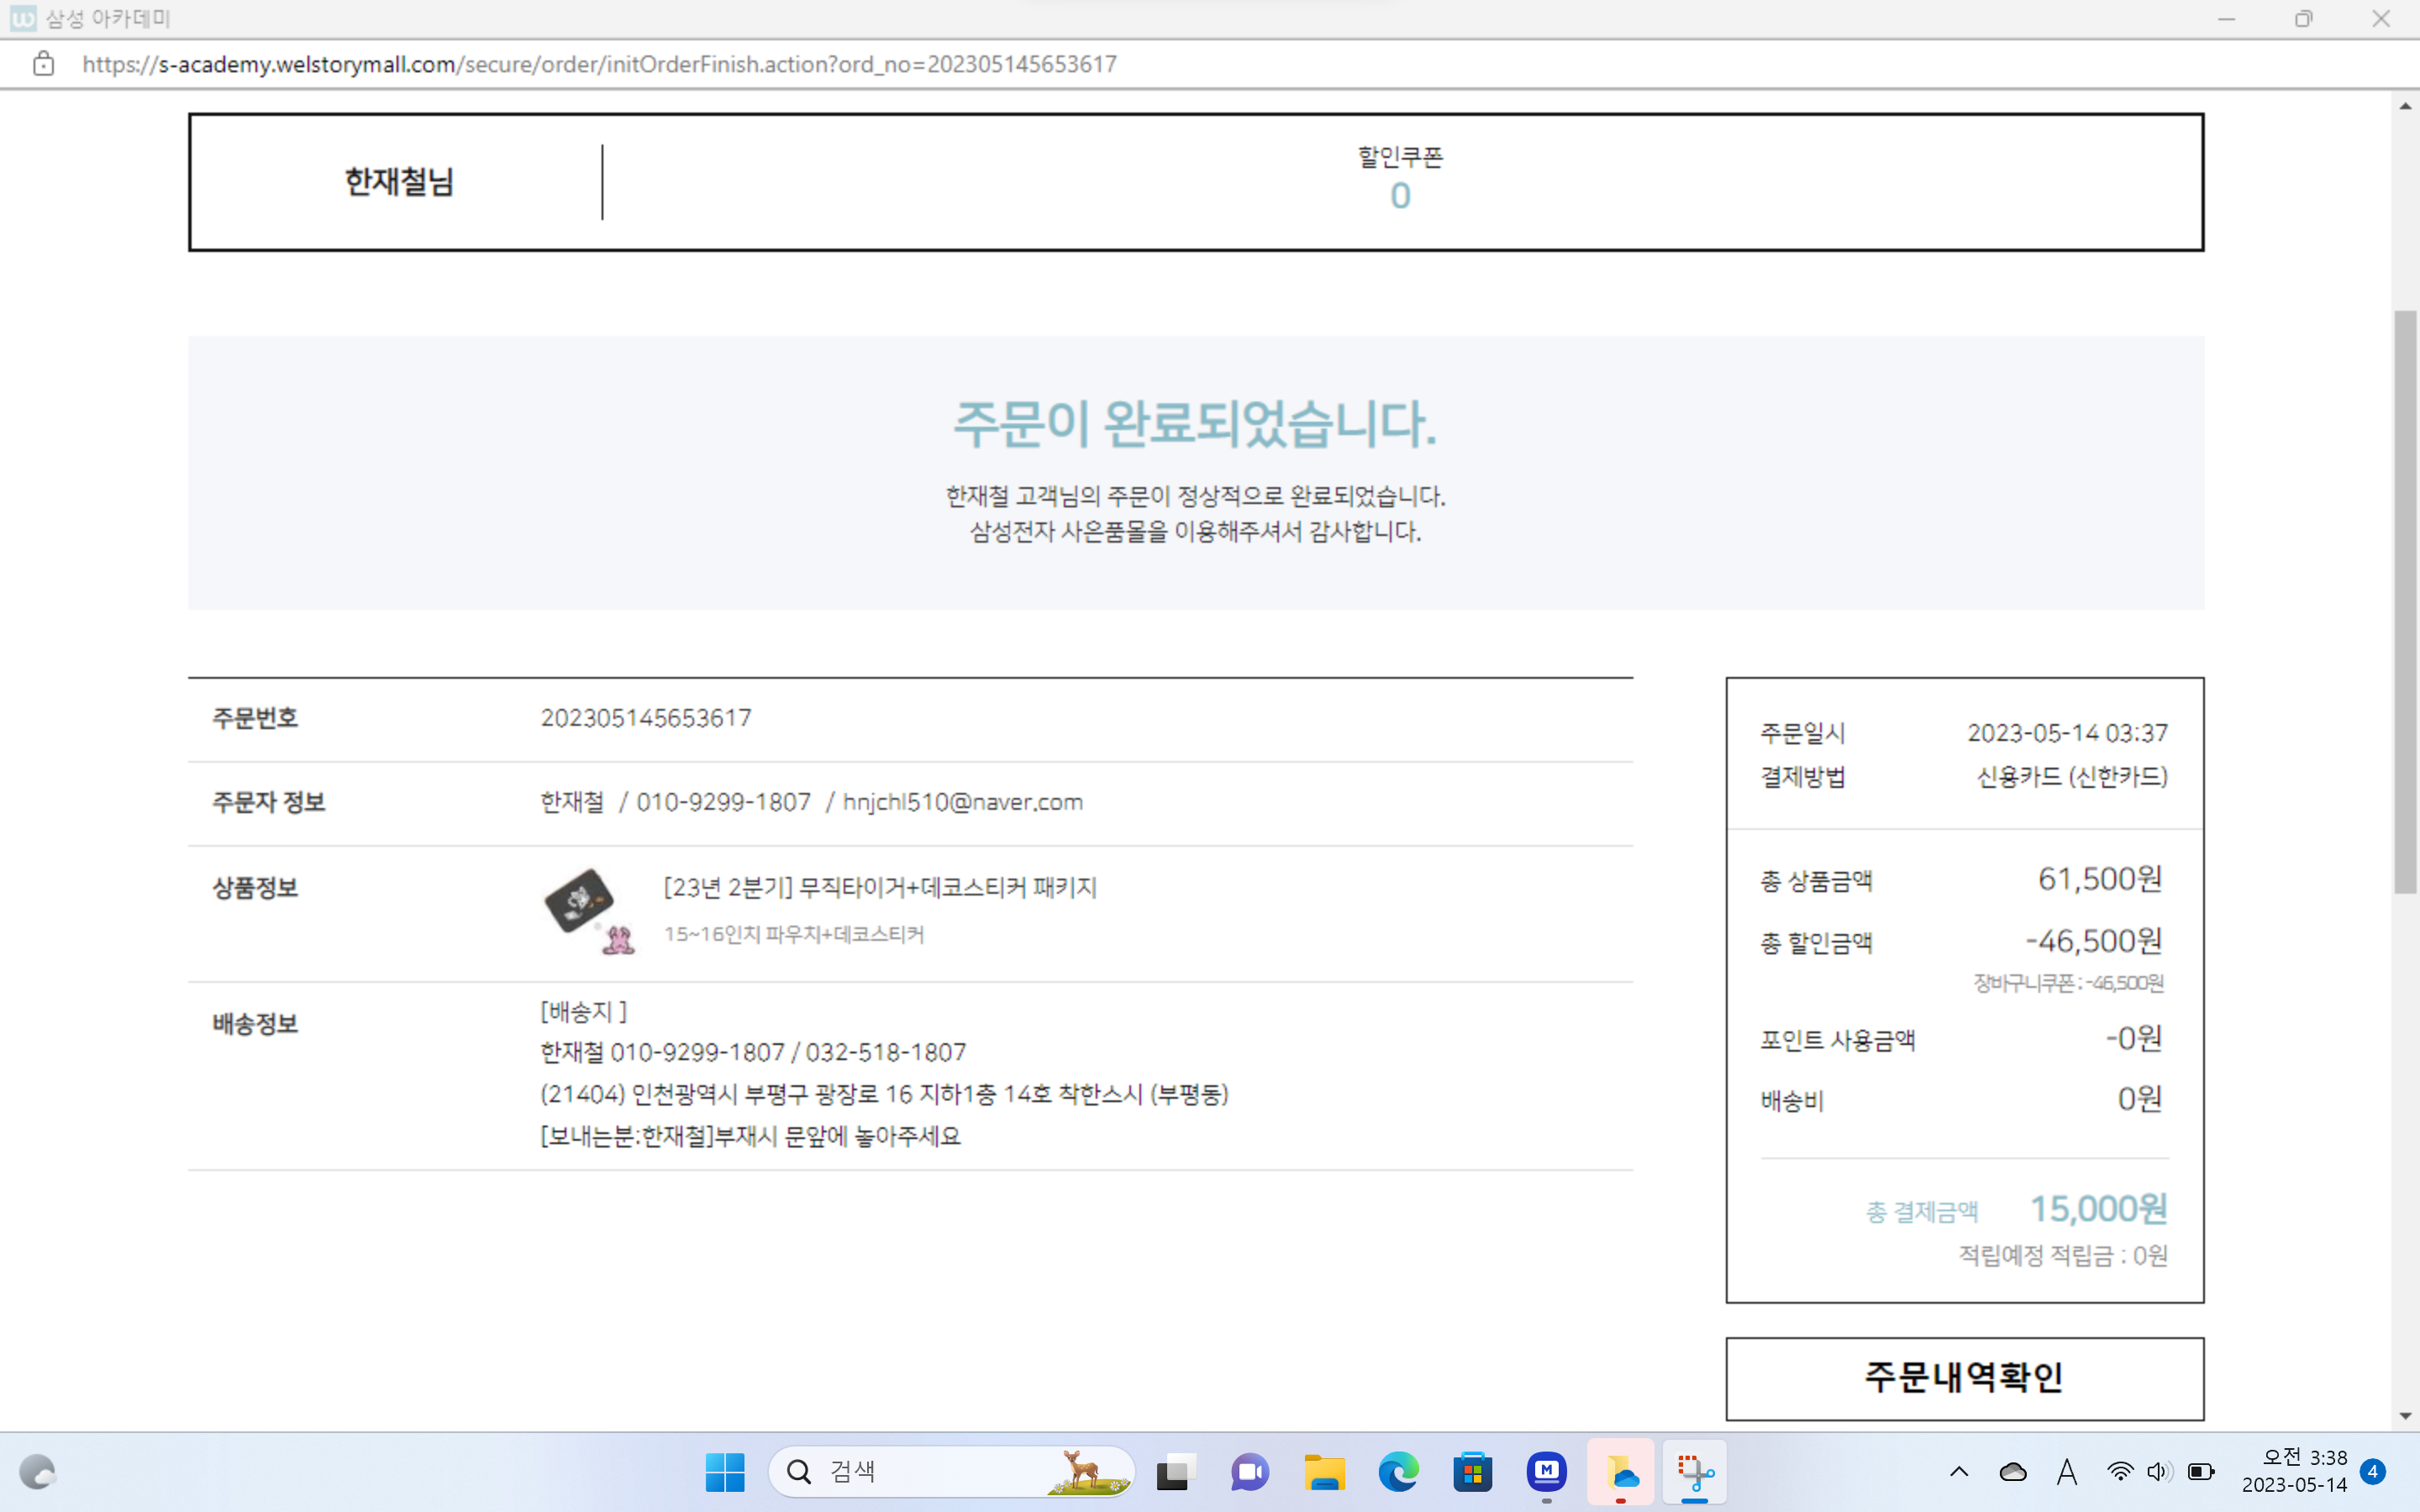 삼성 아카데미
https://s-academy.welstorymall.com/secure/order/initOrderFinish.action?ord_no=202305145653617
한재철님
할인쿠폰
0
주문이 완료되었습니다.
한재철 고객님의 주문이 정상적으로 완료되었습니다.
삼성전자 사은품몰을 이용해주셔서 감사합니다.
주문번호 202305145653617
주문자 정보 한재철 / 010-9299-1807 / hnjchl510@naver.com
상품정보 [23년 2분기] 무직타이거+데코스티커 패키지
15~16인치 파우치+데코스티커
배송정보 [배송지 ]
한재철 010-9299-1807 / 032-518-1807
(21404) 인천광역시 부평구 광장로 16 지하1층 14호 착한스시 (부평동)
[보내는분:한재철]부재시 문앞에 놓아주세요
주문일시 2023-05-14 03:37
결제방법 신용카드 (신한카드)
총 상품금액 61,500원
총 할인금액 -46,500원
장바구니쿠폰 : -46,500원
포인트 사용금액 -0원
배송비 0원
총 결제금액 15,000원
적립예정 적립금 : 0원
주문내역확인
검색
M
A
오전 3:38
2023-05-14
4